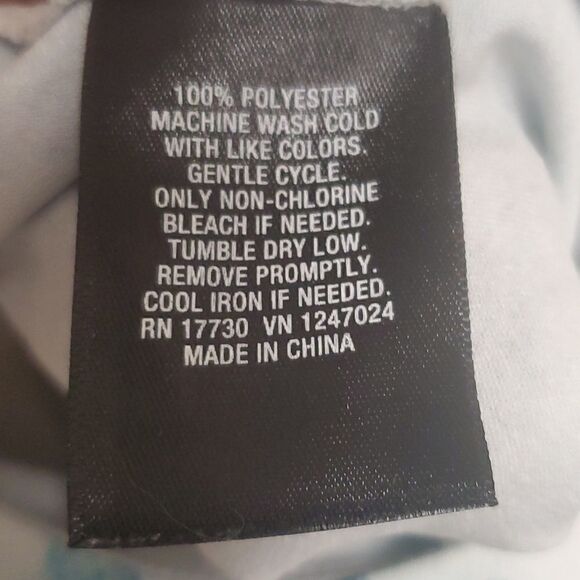 100% POLYESTER
MACHINE WASH COLD
WITH LIKE COLORS.
GENTLE CYCLE.
ONLY NON-CHLORINE
BLEACH IF NEEDED.
TUMBLE DRY LOW.
REMOVE PROMPTLY.
COOL IRON IF NEEDED.
RN 17730 VN 1247024
MADE IN CHINA